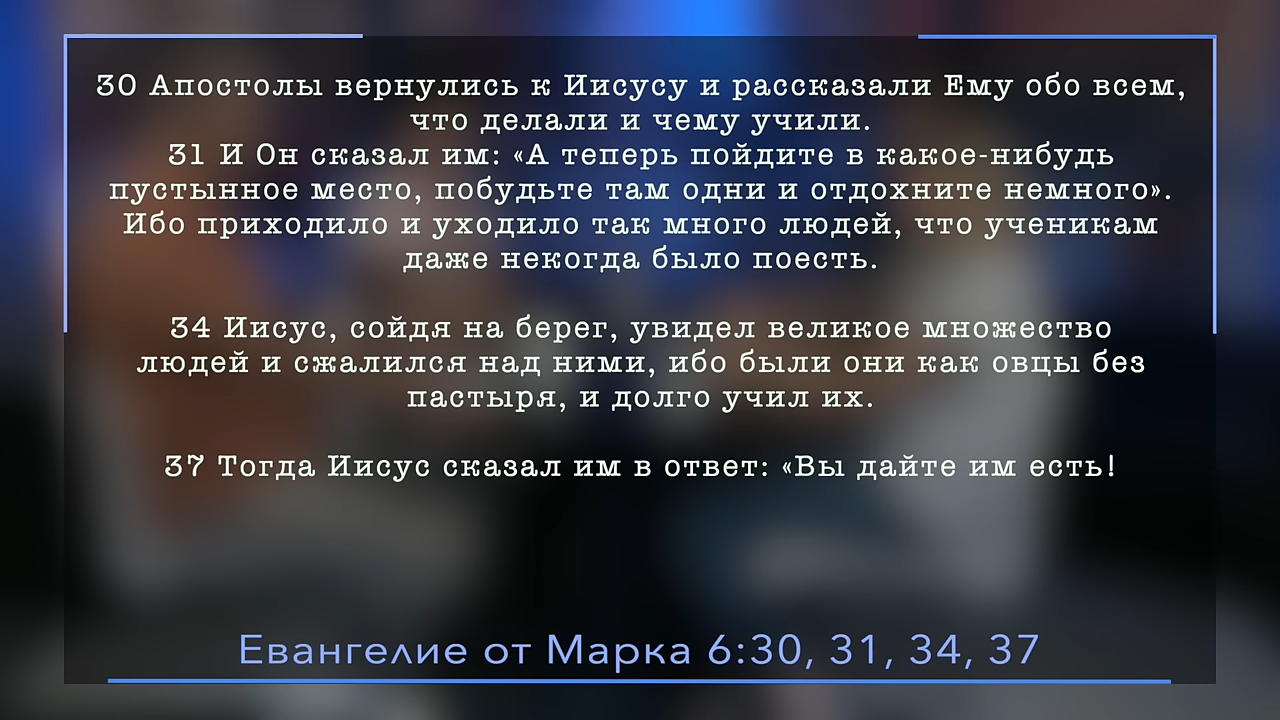 30 Апостолы вернулись к Иисусу и рассказали Ему обо всем,
что делали и чему учили.
31 И Он сказал им: «А теперь пойдите в какое-нибудь
пустынное место, побудьте там одни и отдохните немного».
Ибо приходило и уходило так много людей, что ученикам
даже некогда было поесть.
34 Иисус, сойдя на берег, увидел великое множество
людей и сжалился над ними, ибо были они как овцы без
пастыря, и долго учил их.
37 Тогда Иисус сказал им в ответ: «Вы дайте им есть!
Евангелие от Марка 6:30, 31, 34, 37